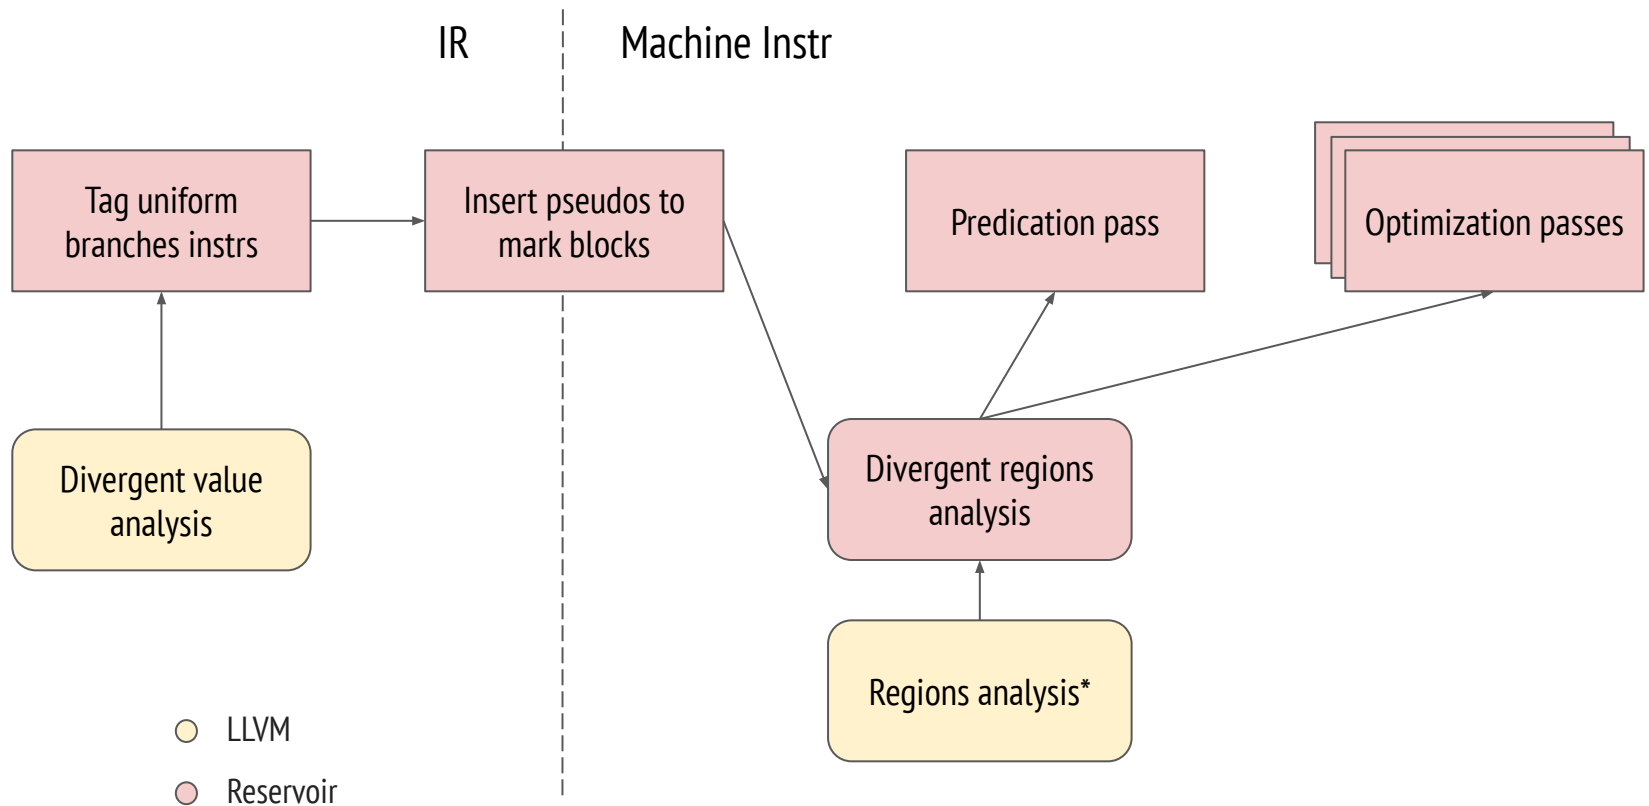 IR
Machine Instr
Tag uniform
branches instrs
Insert pseudos to
mark blocks
Predication pass
Optimization passes
Divergent value
analysis
Divergent regions
analysis
Regions analysis*
LLVM
Reservoir